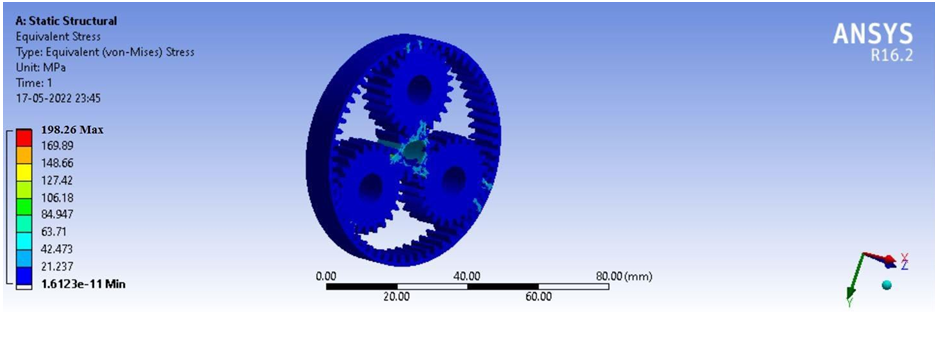 A: Static Structural
Equivalent Stress
Type: Equivalent (von-Mises) Stress
Unit: MPa
Time: 1
17-05-2022 23:45
ANSYS
R16.2
198.26 Max
169.89
148.66
127.42
106.18
84.947
63.71
42.473
21.237
1.6123e-11 Min
0.00 40.00 80.00 (mm)
20.00 60.00
X
Z
Y